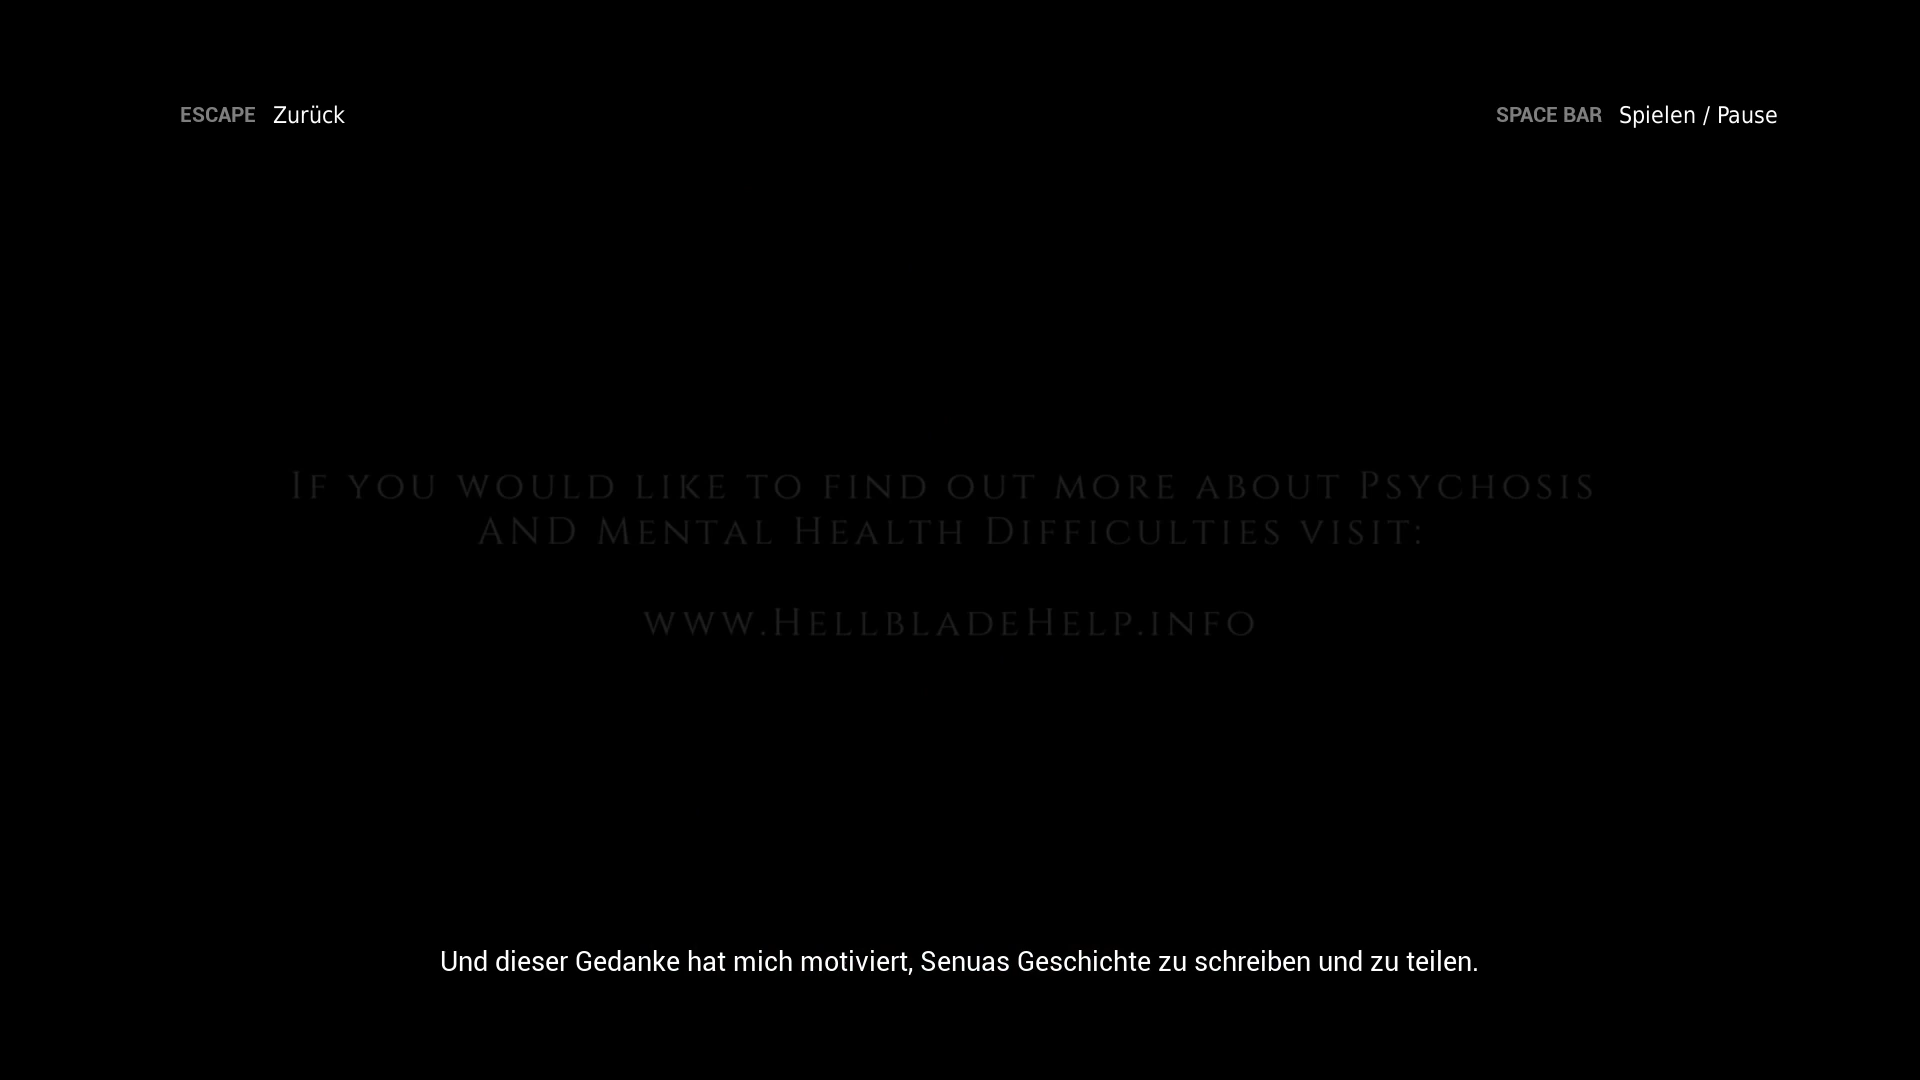 ESCAPE Zurück SPACE BAR Spielen / Pause
If you would like to find out more about Psychosis
and Mental Health Difficulties visit:
www.HellbladeHelp.info
Und dieser Gedanke hat mich motiviert, Senuas Geschichte zu schreiben und zu teilen.